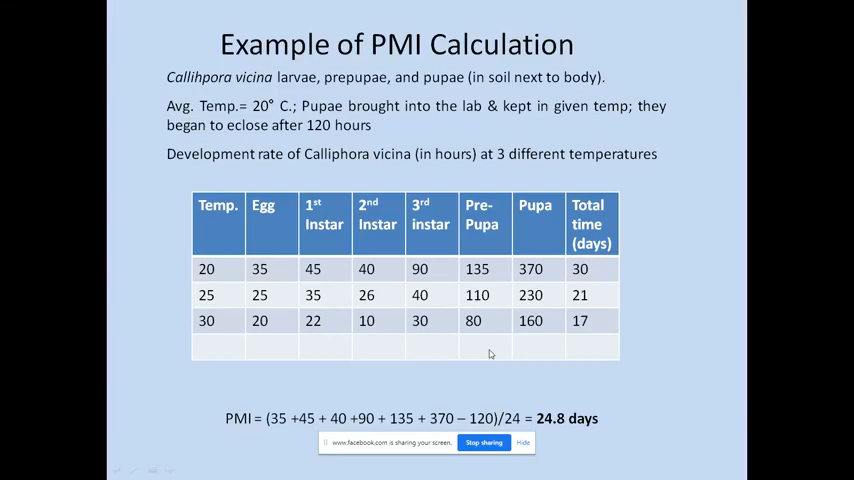 Example of PMI Calculation
Callihpora vicina larvae, prepupae, and pupae (in soil next to body).
Avg. Temp.= 20° C.; Pupae brought into the lab & kept in given temp; they
began to eclose after 120 hours
Development rate of Calliphora vicina (in hours) at 3 different temperatures
Temp. Egg 1st Instar 2nd Instar 3rd instar Pre-Pupa Pupa Total time (days)
20 35 45 40 90 135 370 30
25 25 35 26 40 110 230 21
30 20 22 10 30 80 160 17
PMI = (35 +45 + 40 +90 + 135 + 370 – 120)/24 = 24.8 days
www.facebook.com is sharing your screen. Stop sharing Hide